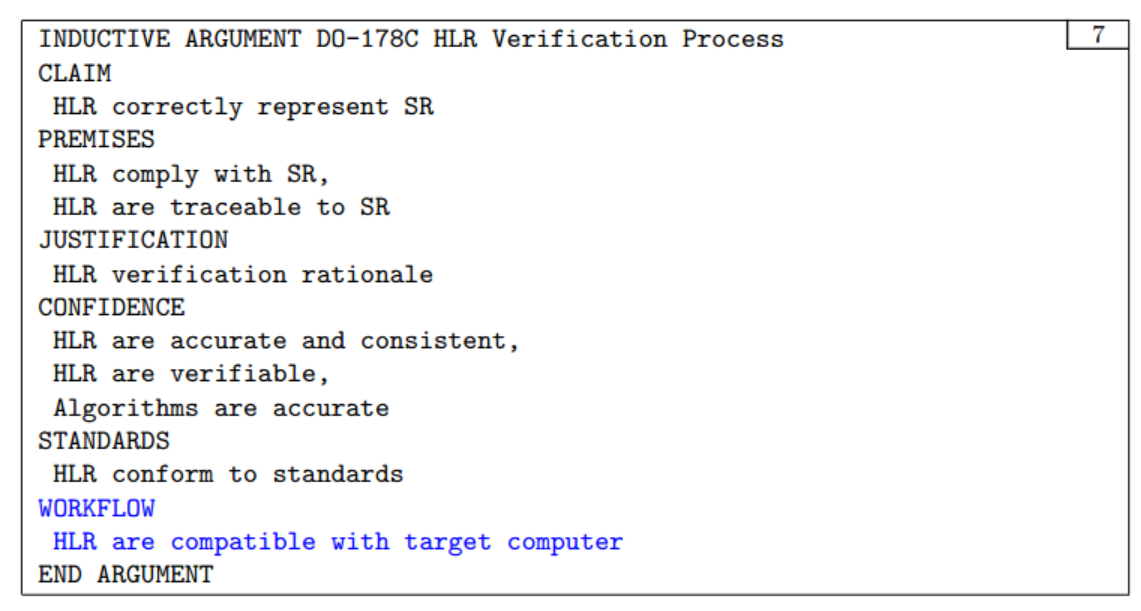 INDUCTIVE ARGUMENT DO-178C HLR Verification Process 7
CLAIM
HLR correctly represent SR
PREMISES
HLR comply with SR,
HLR are traceable to SR
JUSTIFICATION
HLR verification rationale
CONFIDENCE
HLR are accurate and consistent,
HLR are verifiable,
Algorithms are accurate
STANDARDS
HLR conform to standards
WORKFLOW
HLR are compatible with target computer
END ARGUMENT